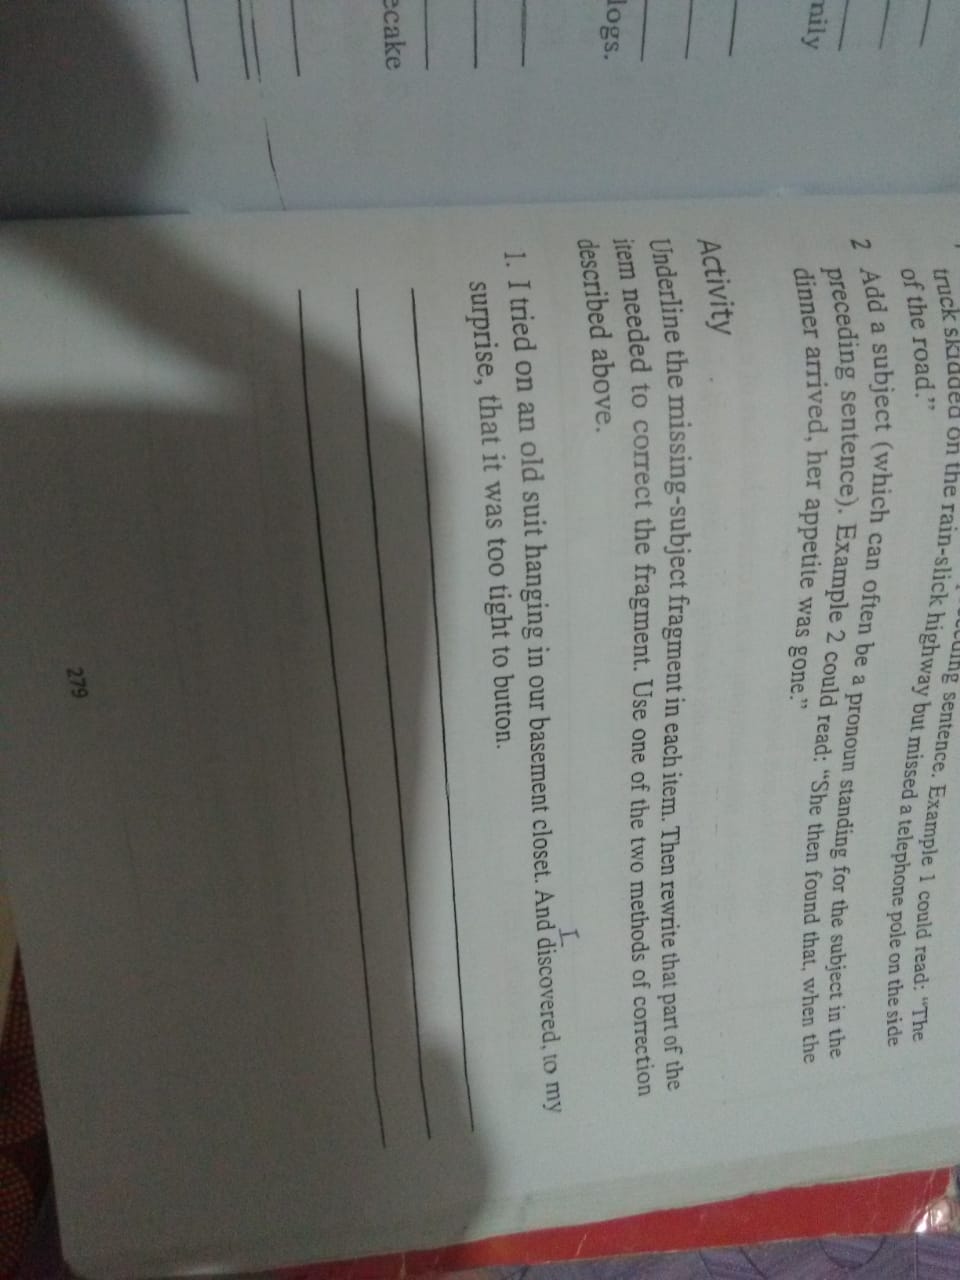 nily
logs.
ecake
ceding sentence. Example 1 could read: “The
truck skidded on the rain-slick highway but missed a telephone pole on the side
of the road.”
2 Add a subject (which can often be a pronoun standing for the subject in the
preceding sentence). Example 2 could read: “She then found that, when the
dinner arrived, her appetite was gone.”
Activity
Underline the missing-subject fragment in each item. Then rewrite that part of the
item needed to correct the fragment. Use one of the two methods of correction
described above.
I
1. I tried on an old suit hanging in our basement closet. And discovered, to my
surprise, that it was too tight to button.
279